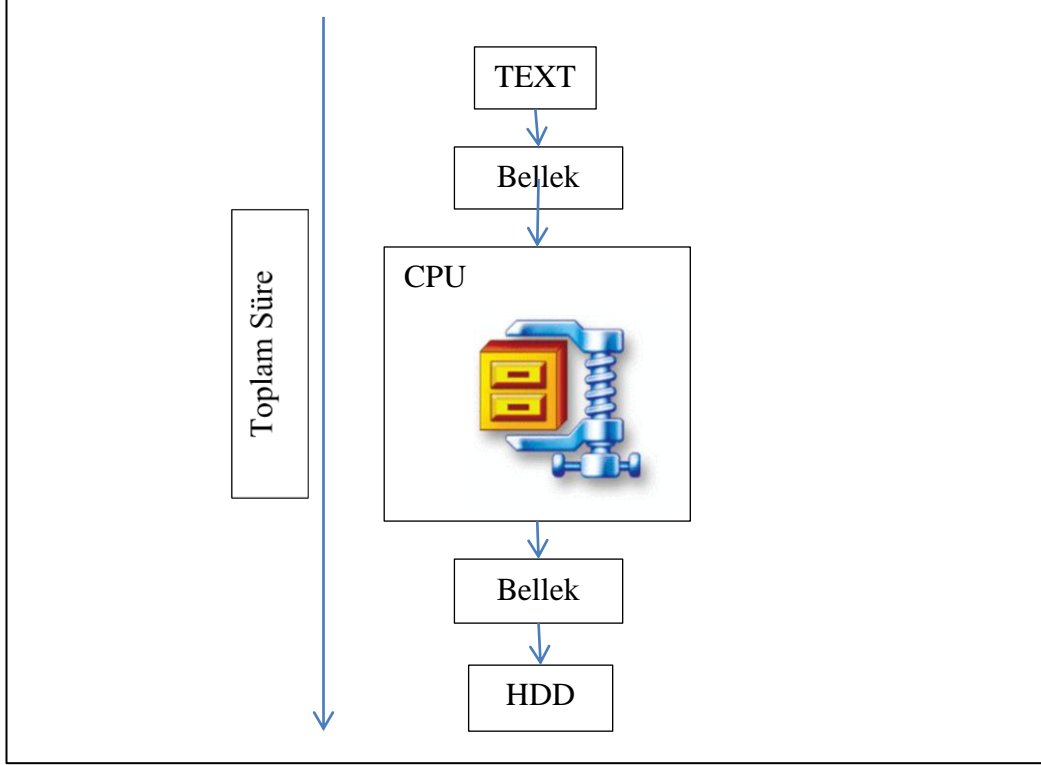 TEXT
Bellek
CPU
Toplam Süre
Bellek
HDD